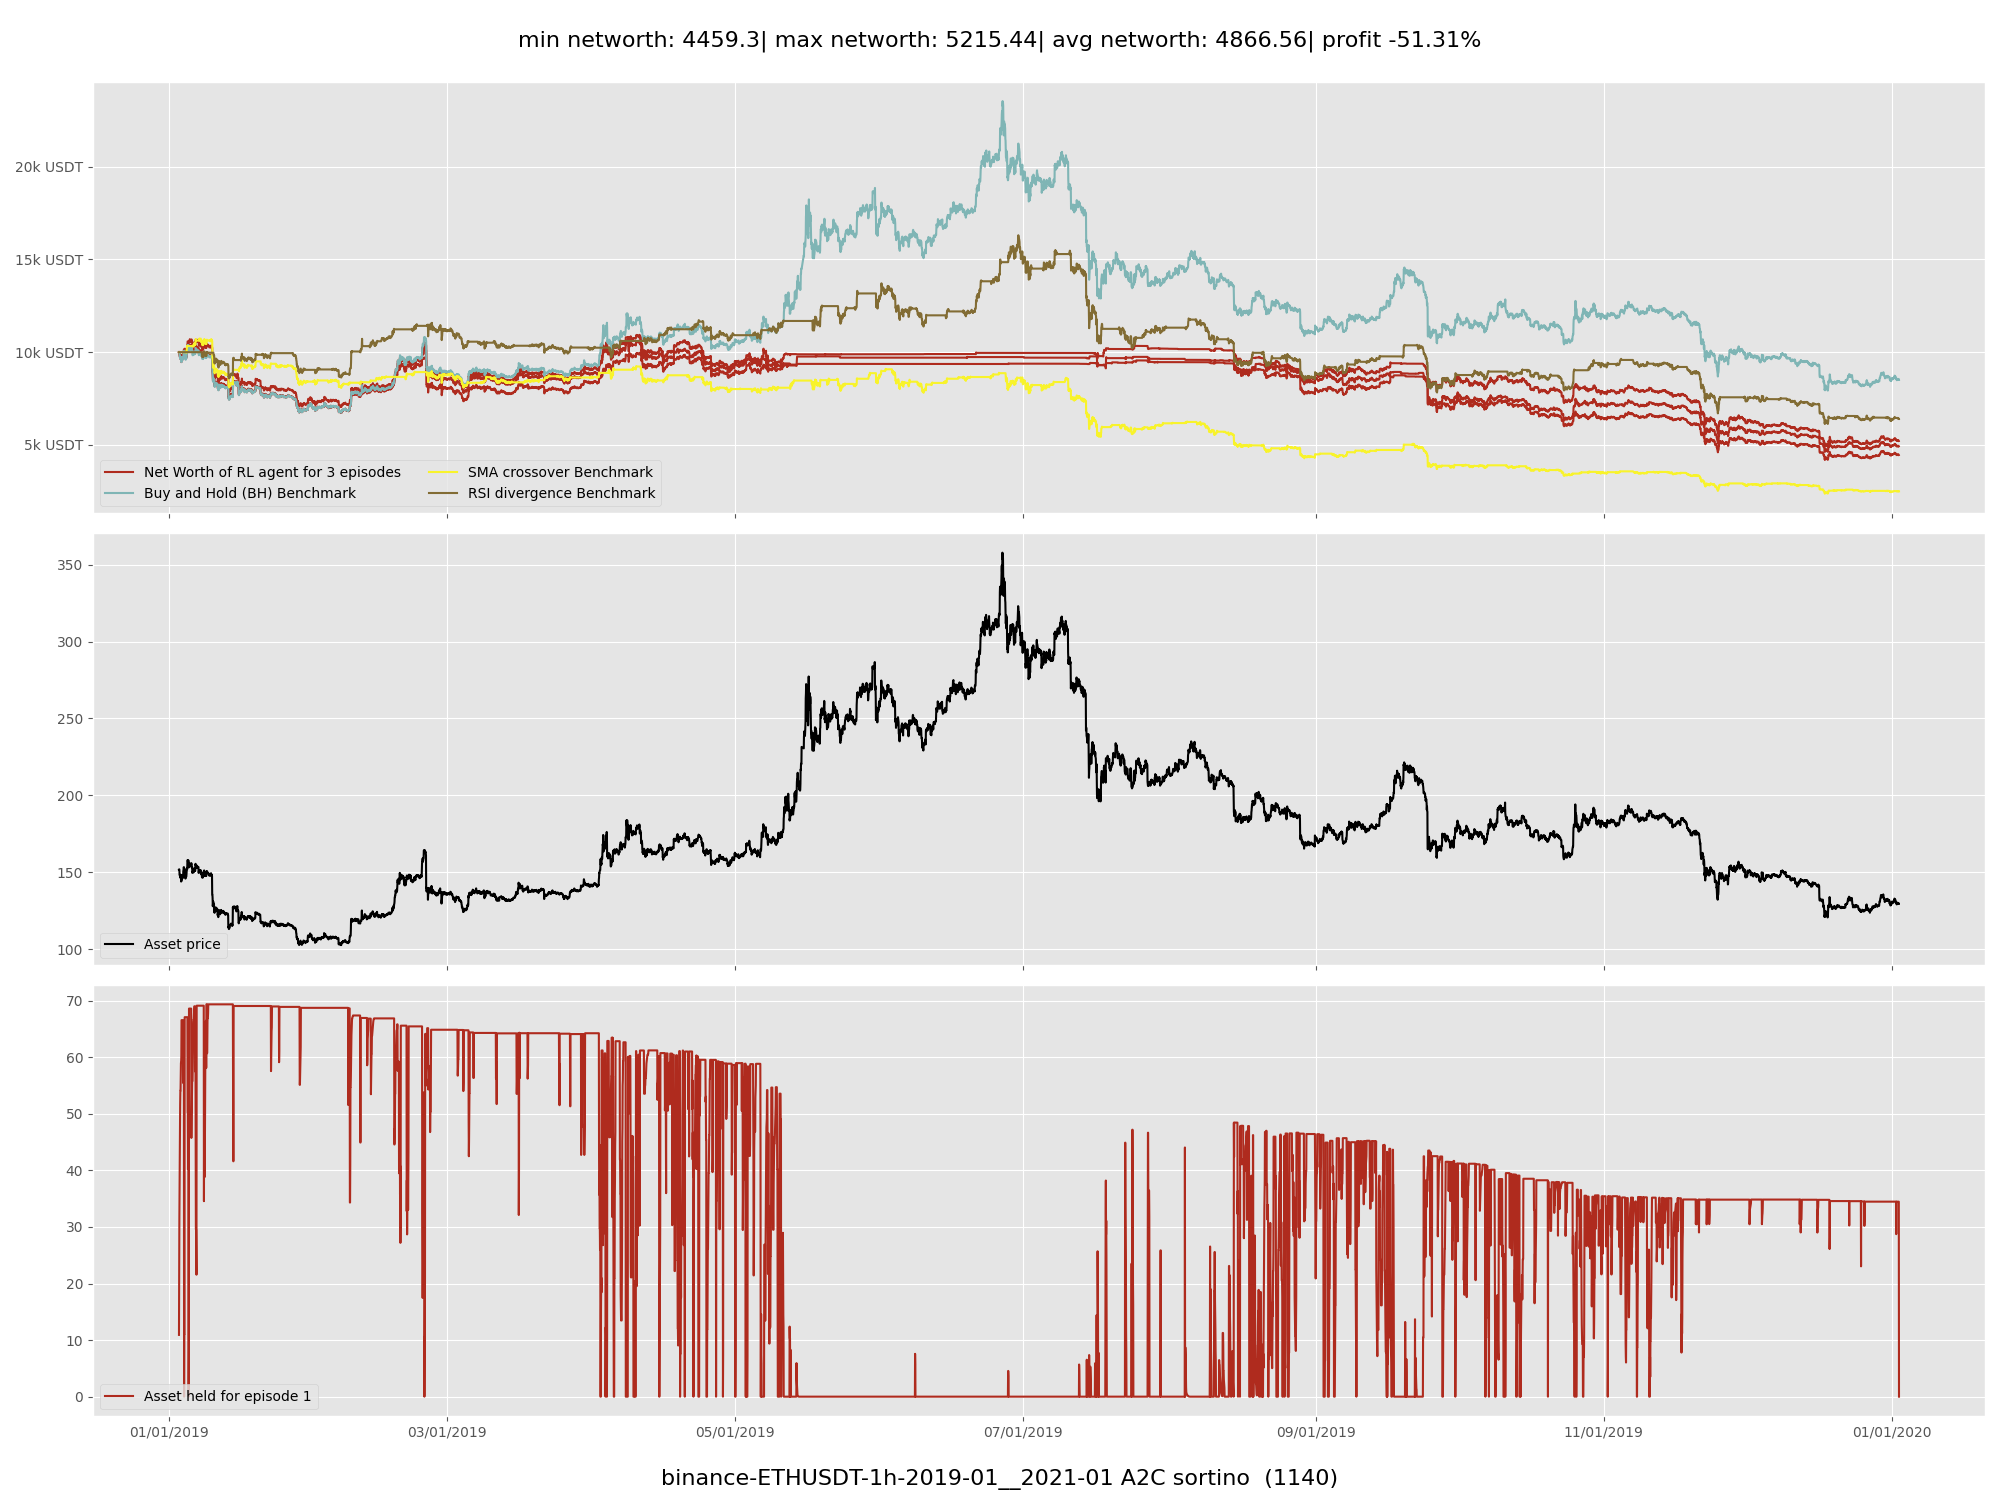 min networth: 4459.3| max networth: 5215.44| avg networth: 4866.56| profit -51.31%
20k USDT
15k USDT
10k USDT
5k USDT
Net Worth of RL agent for 3 episodes
Buy and Hold (BH) Benchmark
SMA crossover Benchmark
RSI divergence Benchmark
350
300
250
200
150
100
Asset price
70
60
50
40
30
20
10
0
Asset held for episode 1
01/01/2019
03/01/2019
05/01/2019
07/01/2019
09/01/2019
11/01/2019
01/01/2020
binance-ETHUSDT-1h-2019-01__2021-01 A2C sortino  (1140)